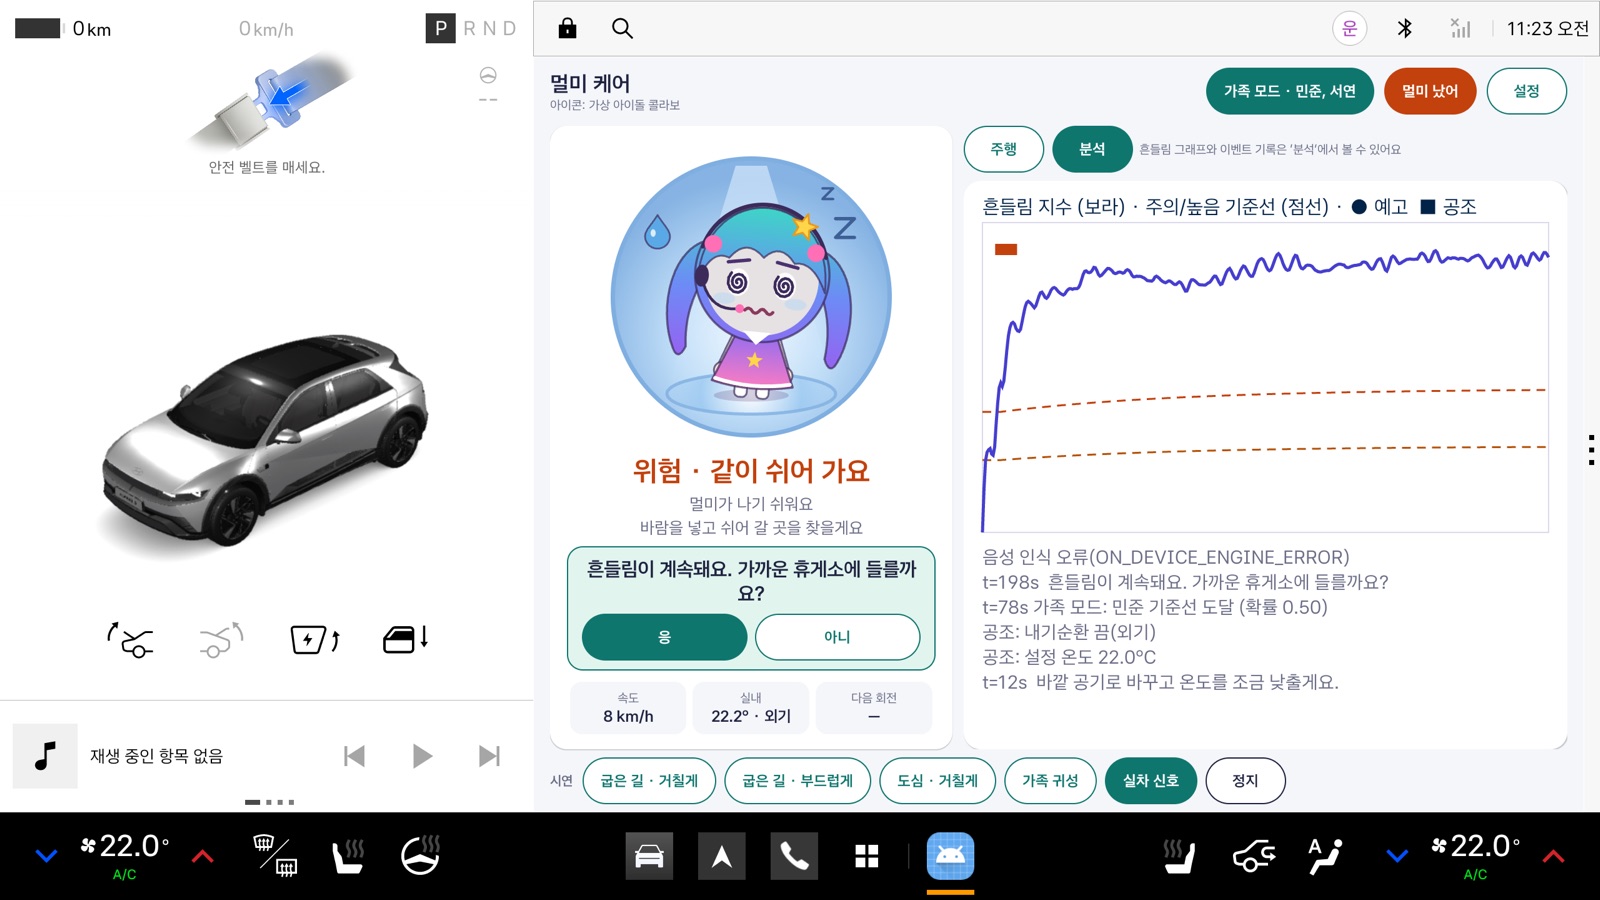 0 km
0 km/h
P R N D
--
안전 벨트를 매세요.
재생 중인 항목 없음
운
11:23 오전
멀미 케어
아이콘: 가상 아이돌 콜라보
가족 모드 · 민준, 서연
멀미 났어
설정
z
Z
위험 · 같이 쉬어 가요
멀미가 나기 쉬워요
바람을 넣고 쉬어 갈 곳을 찾을게요
흔들림이 계속돼요. 가까운 휴게소에 들를까
요?
응
아니
속도
8 km/h
실내
22.2° · 외기
다음 회전
—
주행
분석
흔들림 그래프와 이벤트 기록은 '분석'에서 볼 수 있어요
흔들림 지수 (보라) · 주의/높음 기준선 (점선) · ● 예고 ■ 공조
음성 인식 오류(ON_DEVICE_ENGINE_ERROR)
t=198s 흔들림이 계속돼요. 가까운 휴게소에 들를까요?
t=78s 가족 모드: 민준 기준선 도달 (확률 0.50)
공조: 내기순환 끔(외기)
공조: 설정 온도 22.0°C
t=12s 바깥 공기로 바꾸고 온도를 조금 낮출게요.
시연
굽은 길 · 거칠게
굽은 길 · 부드럽게
도심 · 거칠게
가족 귀성
실차 신호
정지
22.0°
A/C
A
22.0°
A/C